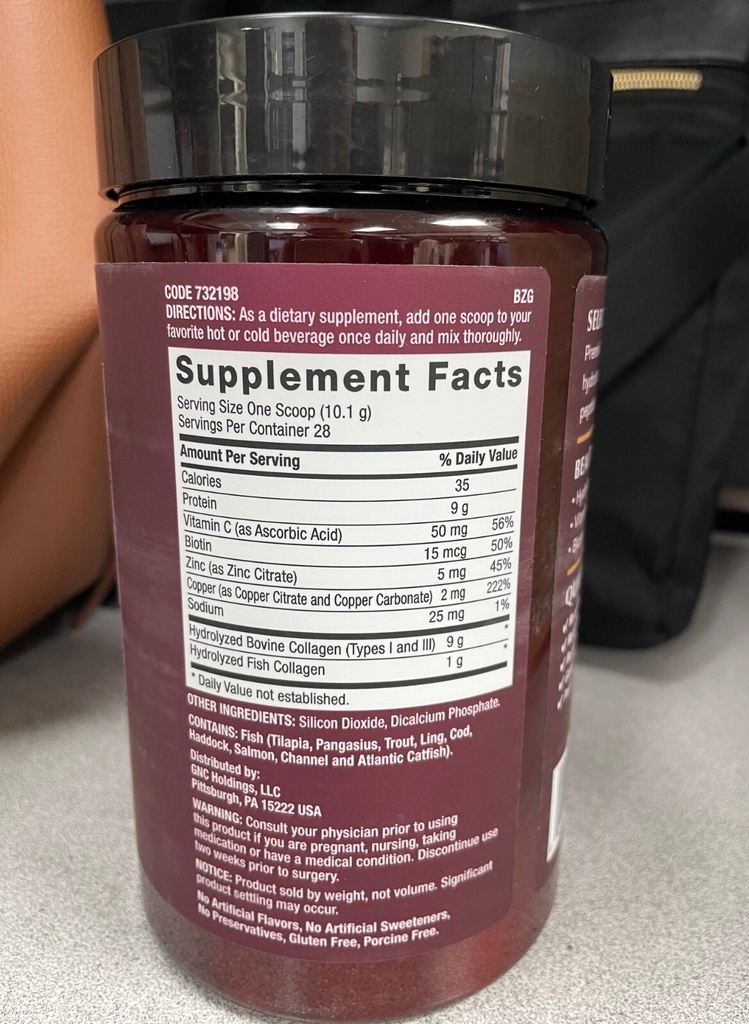 CODE 732198 BZG
DIRECTIONS: As a dietary supplement, add one scoop to your
favorite hot or cold beverage once daily and mix thoroughly.
Supplement Facts
Serving Size One Scoop (10.1 g)
Servings Per Container 28
Amount Per Serving % Daily Value
Calories 35
Protein 9 g
Vitamin C (as Ascorbic Acid) 50 mg 56%
Biotin 15 mcg 50%
Zinc (as Zinc Citrate) 5 mg 45%
Copper (as Copper Citrate and Copper Carbonate) 2 mg 222%
Sodium 25 mg 1%
Hydrolyzed Bovine Collagen (Types I and III) 9 g *
Hydrolyzed Fish Collagen 1 g *
* Daily Value not established.
OTHER INGREDIENTS: Silicon Dioxide, Dicalcium Phosphate.
CONTAINS: Fish (Tilapia, Pangasius, Trout, Ling, Cod,
Haddock, Salmon, Channel and Atlantic Catfish).
Distributed by:
GNC Holdings, LLC
Pittsburgh, PA 15222 USA
WARNING: Consult your physician prior to using
this product if you are pregnant, nursing, taking
medication or have a medical condition. Discontinue use
two weeks prior to surgery.
NOTICE: Product sold by weight, not volume. Significant
product settling may occur.
No Artificial Flavors, No Artificial Sweeteners,
No Preservatives, Gluten Free, Porcine Free.